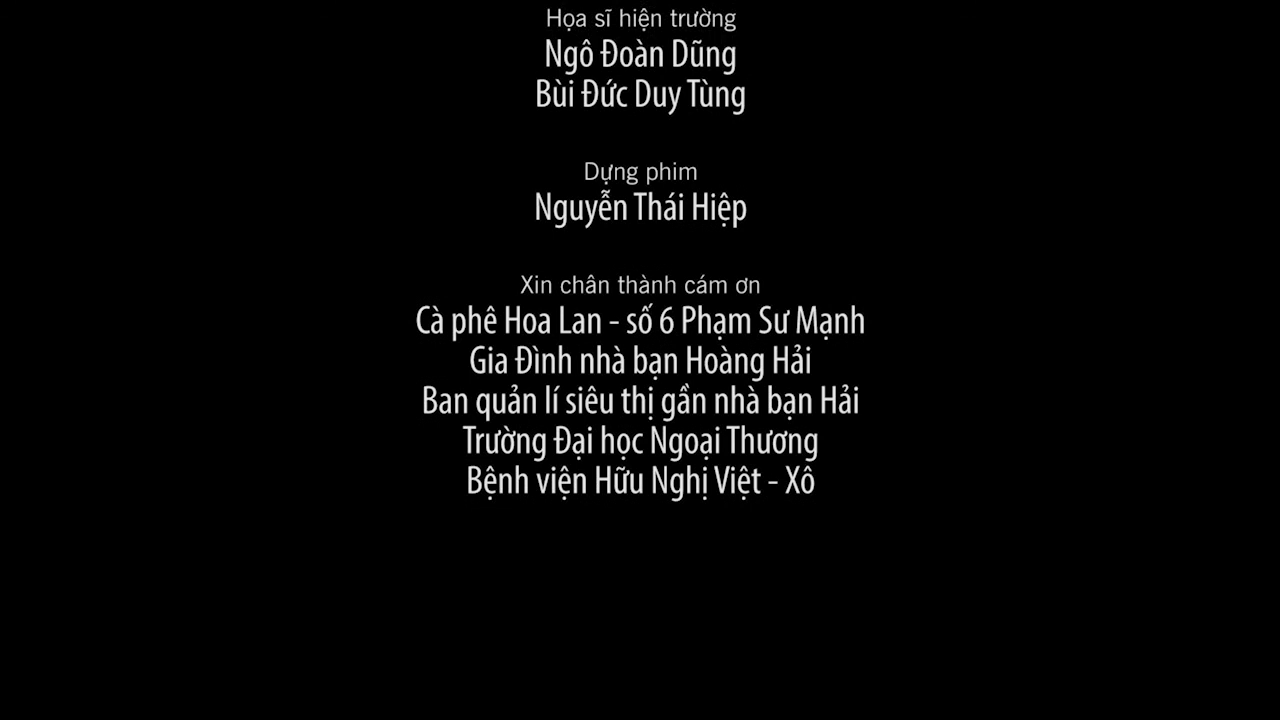 Họa sĩ hiện trường
Ngô Đoàn Dũng
Bùi Đức Duy Tùng
Dựng phim
Nguyễn Thái Hiệp
Xin chân thành cám ơn
Cà phê Hoa Lan - số 6 Phạm Sư Mạnh
Gia Đình nhà bạn Hoàng Hải
Ban quản lí siêu thị gần nhà bạn Hải
Trường Đại học Ngoại Thương
Bệnh viện Hữu Nghị Việt - Xô